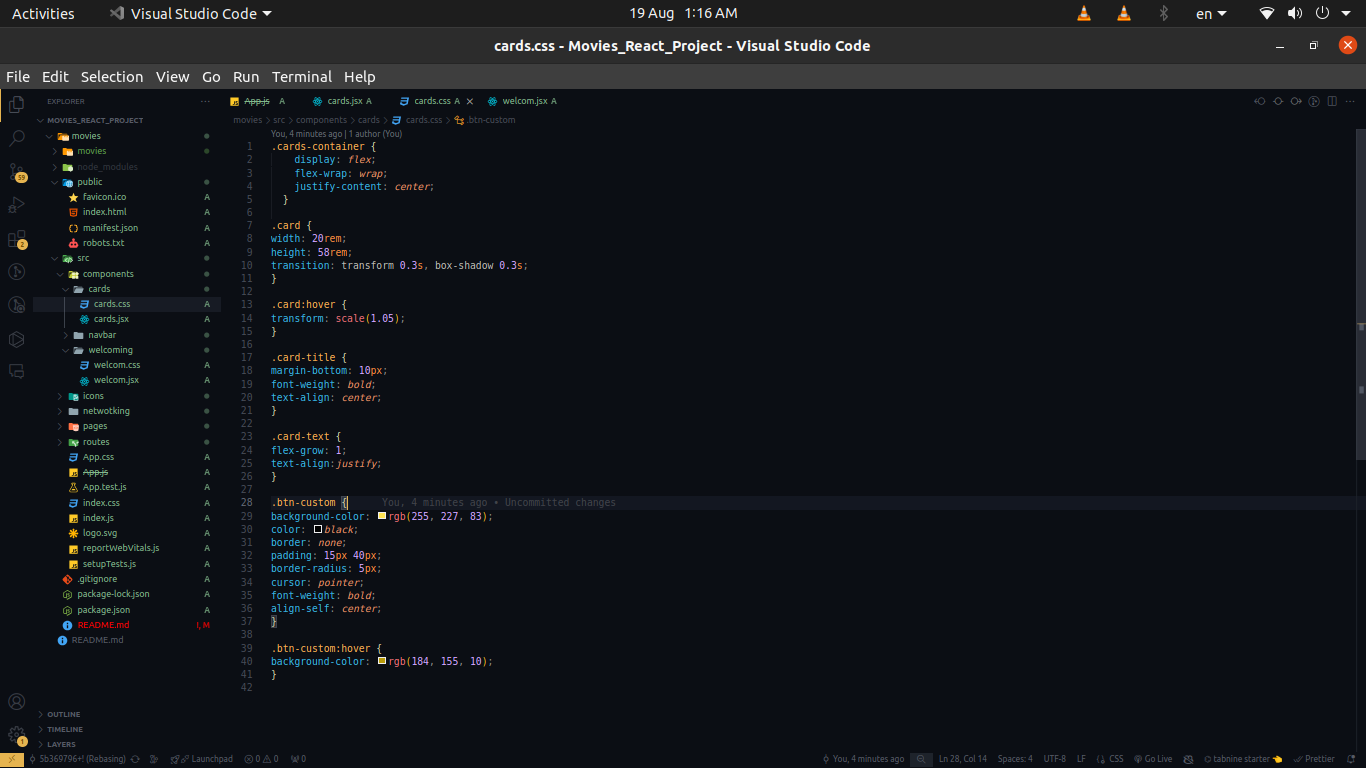 Activities Visual Studio Code 19 Aug 1:16 AM en
cards.css - Movies_React_Project - Visual Studio Code
File Edit Selection View Go Run Terminal Help
EXPLORER ···
App.js A cards.jsx A cards.css A welcom.jsx A
MOVIES_REACT_PROJECT
movies > src > components > cards > cards.css > .btn-custom
movies
movies
node_modules
public
favicon.ico A
index.html A
manifest.json A
robots.txt A
src
components
cards
cards.css A
cards.jsx A
navbar
welcoming
welcom.css A
welcom.jsx A
icons
netwotking
pages
routes
App.css A
App.js A
App.test.js A
index.css A
index.js A
logo.svg A
reportWebVitals.js A
setupTests.js A
.gitignore A
package-lock.json A
package.json A
README.md !, M
README.md
OUTLINE
TIMELINE
LAYERS
59
2
1
You, 4 minutes ago | 1 author (You)
1 .cards-container {
2 display: flex;
3 flex-wrap: wrap;
4 justify-content: center;
5 }
6
7 .card {
8 width: 20rem;
9 height: 58rem;
10 transition: transform 0.3s, box-shadow 0.3s;
11 }
12
13 .card:hover {
14 transform: scale(1.05);
15 }
16
17 .card-title {
18 margin-bottom: 10px;
19 font-weight: bold;
20 text-align: center;
21 }
22
23 .card-text {
24 flex-grow: 1;
25 text-align:justify;
26 }
27
28 .btn-custom { You, 4 minutes ago • Uncommitted changes
29 background-color: rgb(255, 227, 83);
30 color: black;
31 border: none;
32 padding: 15px 40px;
33 border-radius: 5px;
34 cursor: pointer;
35 font-weight: bold;
36 align-self: center;
37 }
38
39 .btn-custom:hover {
40 background-color: rgb(184, 155, 10);
41 }
42
5b369796+! (Rebasing) Launchpad 0 0 0 You, 4 minutes ago Ln 28, Col 14 Spaces: 4 UTF-8 LF CSS Go Live tabnine starter Prettier